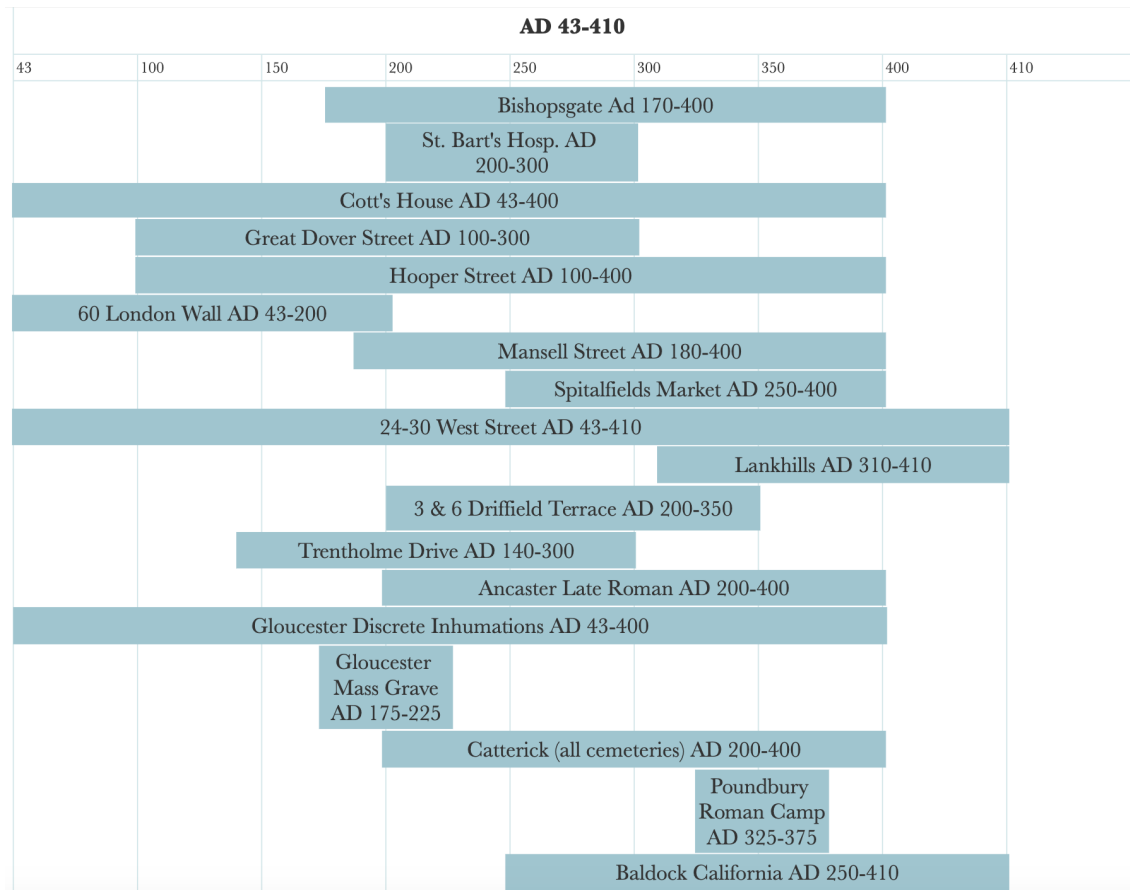 AD 43-410
43 100 150 200 250 300 350 400 410
Bishopsgate Ad 170-400
St. Bart's Hosp. AD
200-300
Cott's House AD 43-400
Great Dover Street AD 100-300
Hooper Street AD 100-400
60 London Wall AD 43-200
Mansell Street AD 180-400
Spitalfields Market AD 250-400
24-30 West Street AD 43-410
Lankhills AD 310-410
3 & 6 Driffield Terrace AD 200-350
Trentholme Drive AD 140-300
Ancaster Late Roman AD 200-400
Gloucester Discrete Inhumations AD 43-400
Gloucester
Mass Grave
AD 175-225
Catterick (all cemeteries) AD 200-400
Poundbury
Roman Camp
AD 325-375
Baldock California AD 250-410